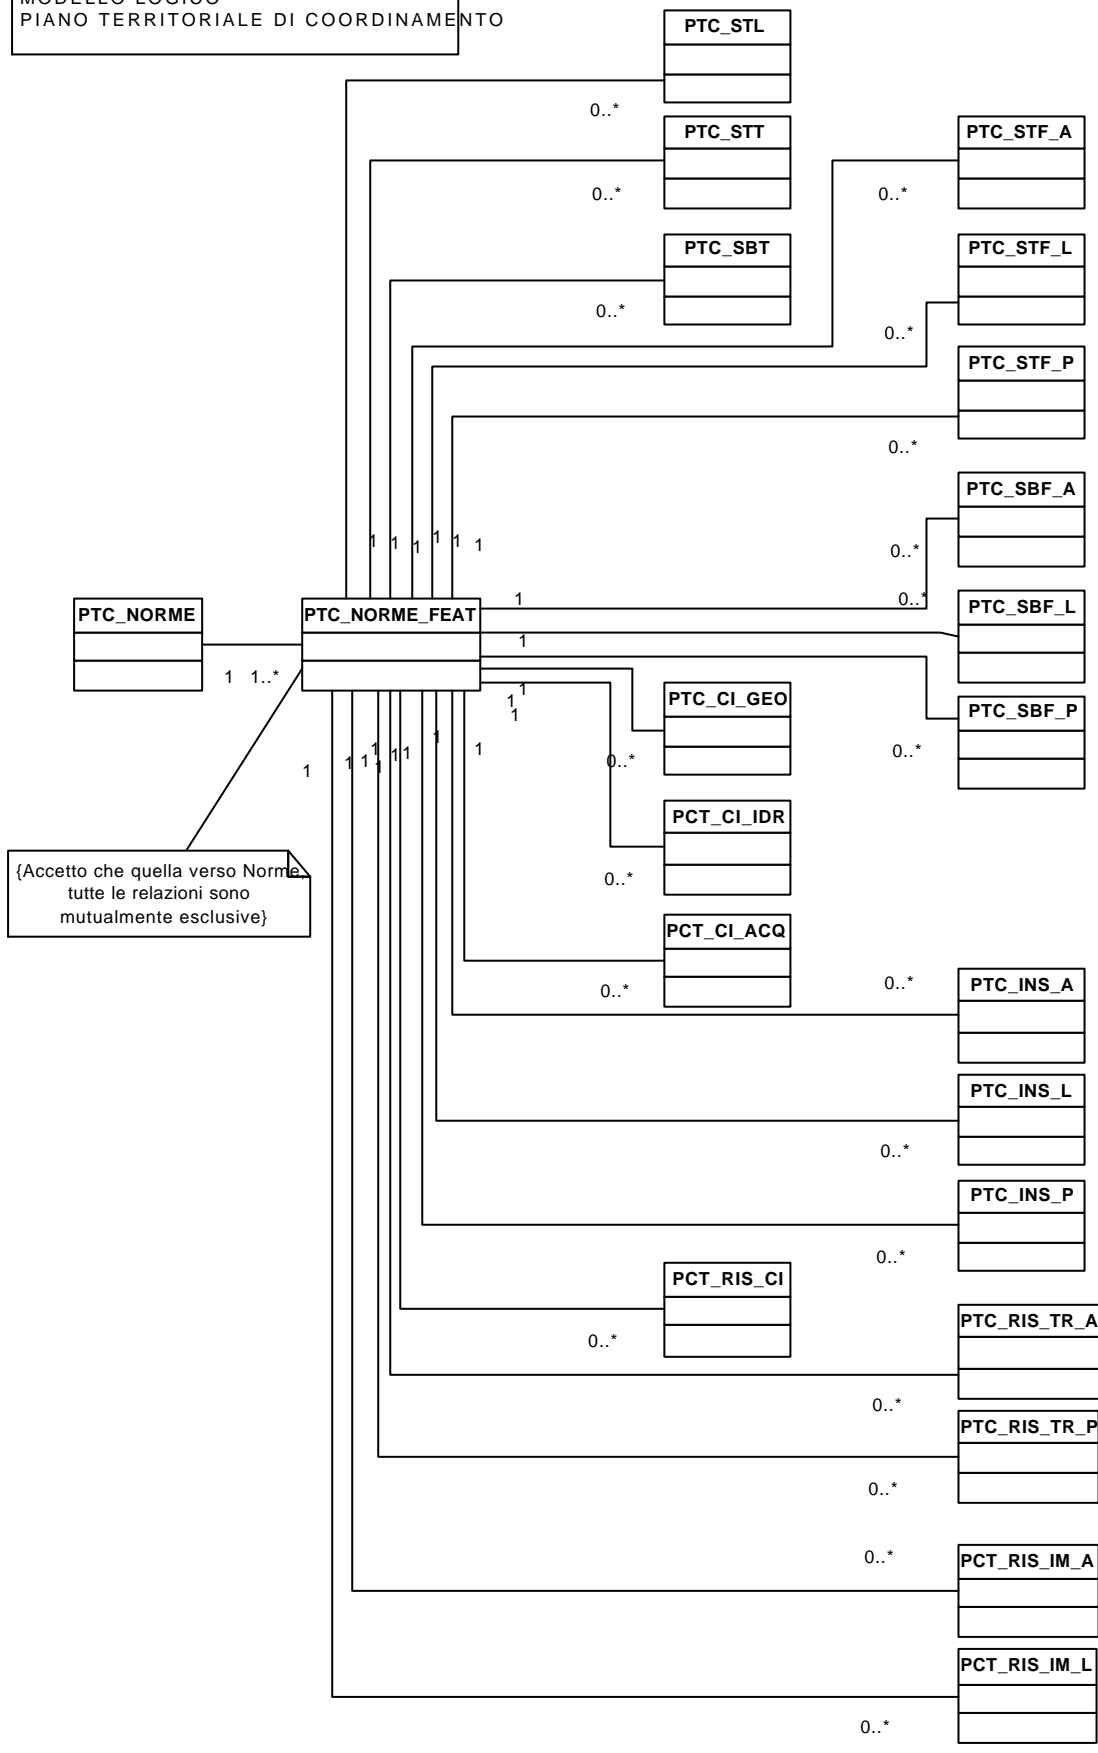 MODELLO LOGICO
PIANO TERRITORIALE DI COORDINAMENTO
PTC_STL
0..*
PTC_STT
0..*
PTC_STF_A
0..*
PTC_SBT
0..*
PTC_STF_L
0..*
PTC_STF_P
0..*
PTC_SBF_A
0..*
1 1 1 1 1 1
PTC_NORME
PTC_NORME_FEAT
1
0..*
PTC_SBF_L
1
1 1..*
1
1
1
PTC_CI_GEO
0..*
PTC_SBF_P
0..*
1 1 1 1 1 1 1 1 1
PCT_CI_IDR
0..*
{Accetto che quella verso Norme,
tutte le relazioni sono
mutualmente esclusive}
PCT_CI_ACQ
0..*
PTC_INS_A
0..*
PTC_INS_L
0..*
PTC_INS_P
0..*
PCT_RIS_CI
0..*
PTC_RIS_TR_A
0..*
PTC_RIS_TR_P
0..*
PCT_RIS_IM_A
0..*
PCT_RIS_IM_L
0..*